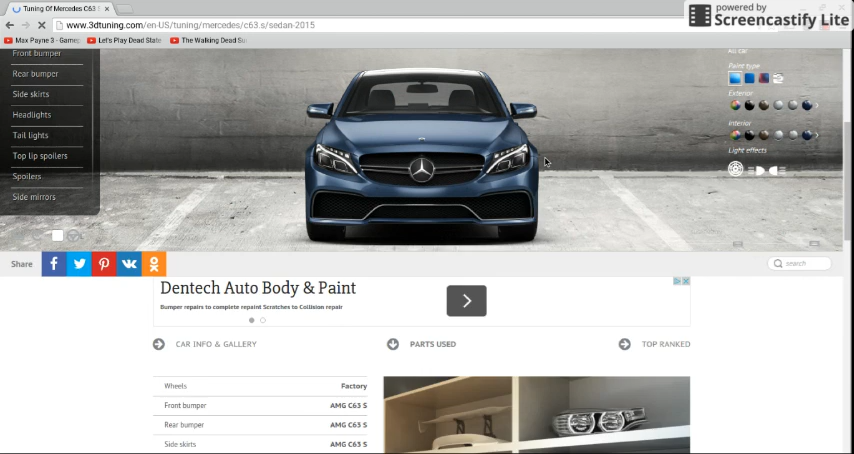 Tuning Of Mercedes C63 S
powered by
Screencastify Lite
www.3dtuning.com/en-US/tuning/mercedes/c63.s/sedan-2015
Max Payne 3 - Gamep
Let's Play Dead State
The Walking Dead Su
Front bumper
Rear bumper
Side skirts
Headlights
Tail lights
Top lip spoilers
Spoilers
Side mirrors
Paint type
Exterior
Interior
Light effects
Share
search
Dentech Auto Body & Paint
Bumper repairs to complete repaint Scratches to Collision repair
CAR INFO & GALLERY
PARTS USED
TOP RANKED
Wheels Factory
Front bumper AMG C63 S
Rear bumper AMG C63 S
Side skirts AMG C63 S